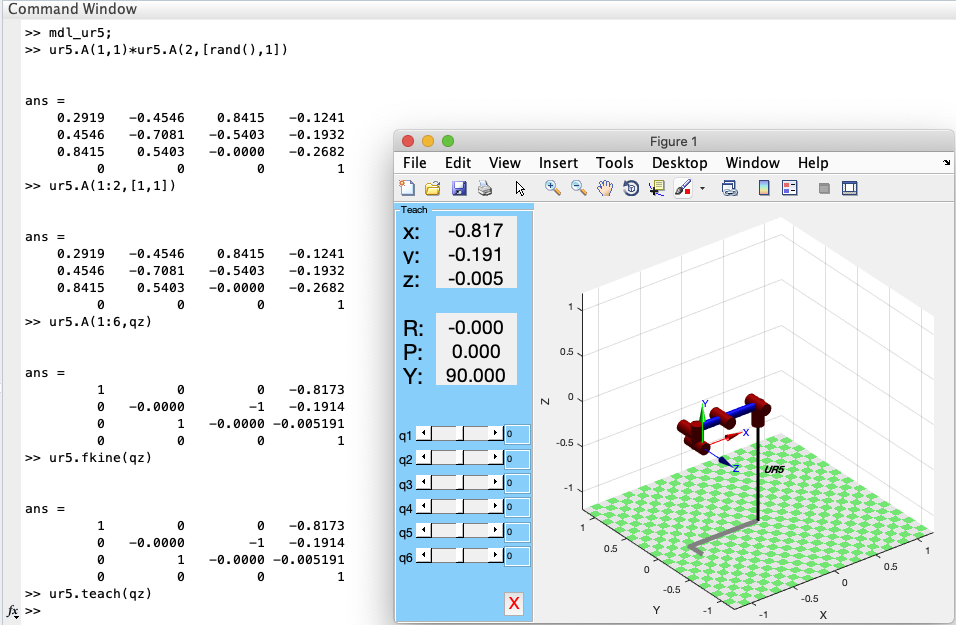 Command Window
>> mdl_ur5;
>> ur5.A(1,1)*ur5.A(2,[rand(),1])
ans =
0.2919 -0.4546 0.8415 -0.1241
0.4546 -0.7081 -0.5403 -0.1932
0.8415 0.5403 -0.0000 -0.2682
0 0 0 1
>> ur5.A(1:2,[1,1])
ans =
0.2919 -0.4546 0.8415 -0.1241
0.4546 -0.7081 -0.5403 -0.1932
0.8415 0.5403 -0.0000 -0.2682
0 0 0 1
>> ur5.A(1:6,qz)
ans =
1 0 0 -0.8173
0 -0.0000 -1 -0.1914
0 1 -0.0000 -0.005191
0 0 0 1
>> ur5.fkine(qz)
ans =
1 0 0 -0.8173
0 -0.0000 -1 -0.1914
0 1 -0.0000 -0.005191
0 0 0 1
>> ur5.teach(qz)
fx >>
Figure 1
File Edit View Insert Tools Desktop Window Help
Teach
x: -0.817
y: -0.191
z: -0.005
R: -0.000
P: 0.000
Y: 90.000
q1 0
q2 0
q3 0
q4 0
q5 0
q6 0
X
1
0.5
0
-0.5
-1
Z
Y
X
Z
UR5
1
0.5
0
-0.5
-1
Y
-1
-0.5
0
0.5
1
X